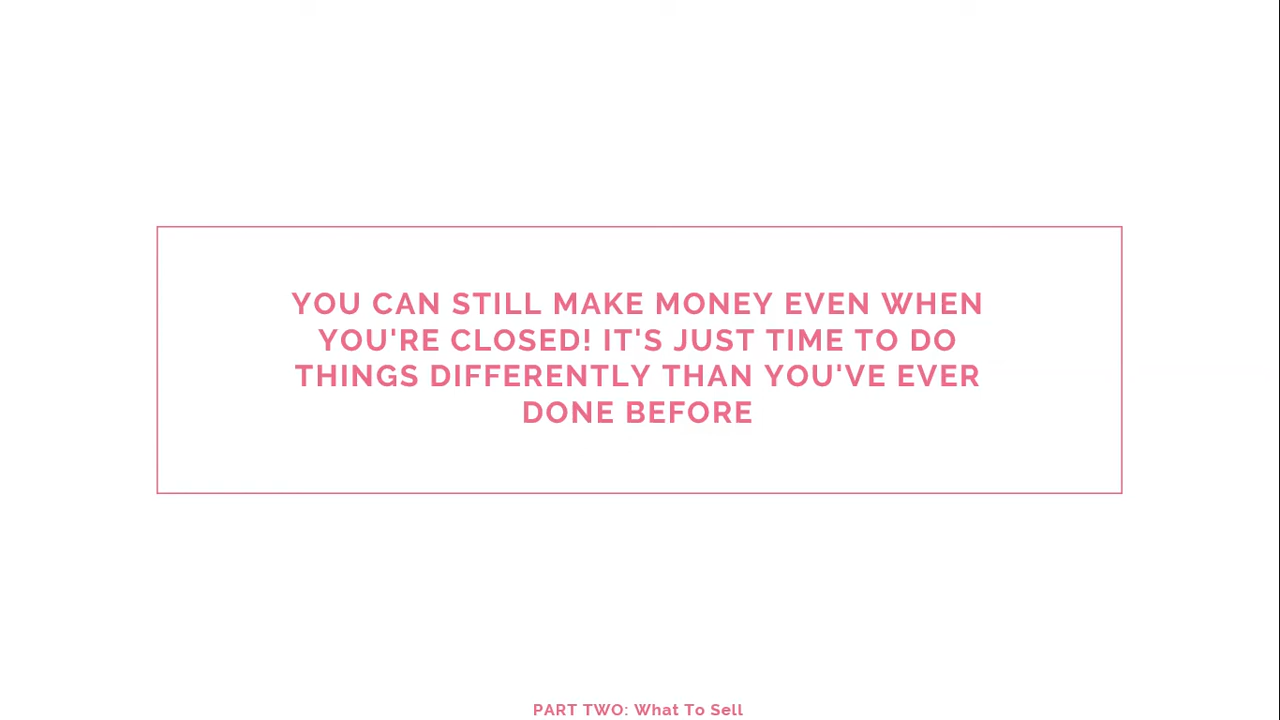 YOU CAN STILL MAKE MONEY EVEN WHEN
YOU'RE CLOSED! IT'S JUST TIME TO DO
THINGS DIFFERENTLY THAN YOU'VE EVER
DONE BEFORE
PART TWO: What To Sell